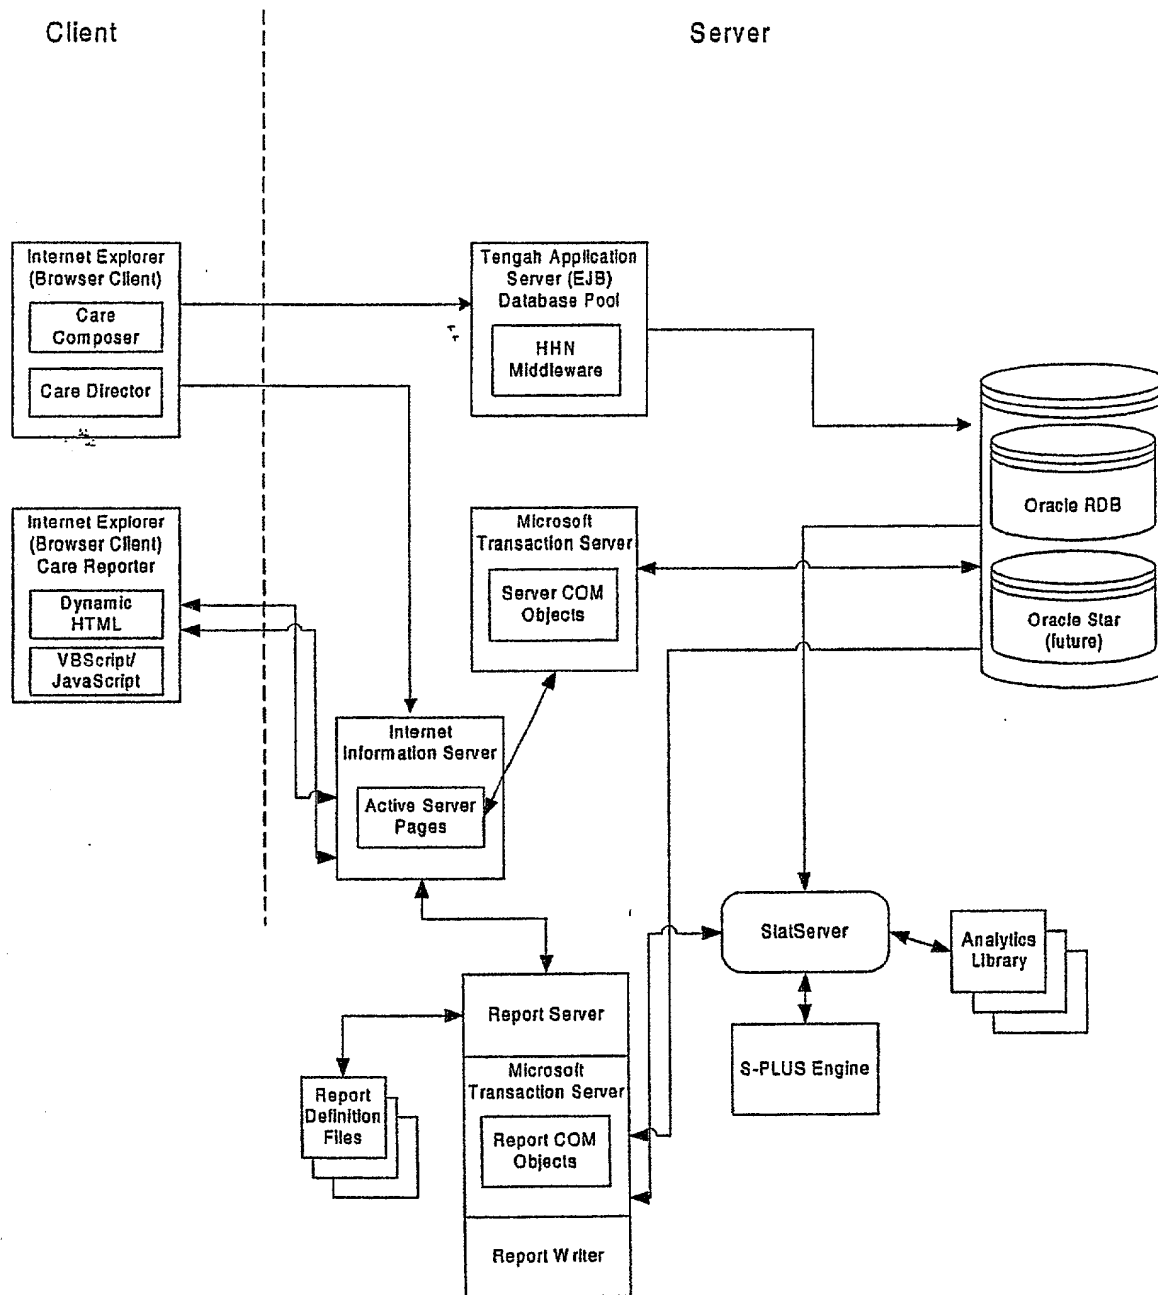 Client
Server
Internet Explorer
(Browser Client)
Care
Composer
Care Director
Tengah Application
Server (EJB)
Database Pool
HHN
Middleware
Oracle RDB
Oracle Star
(future)
Internet Explorer
(Browser Client)
Care Reporter
Dynamic
HTML
VBScript/
JavaScript
Microsoft
Transaction Server
Server COM
Objects
Internet
Information Server
Active Server
Pages
StatServer
Analytics
Library
S-PLUS Engine
Report Server
Microsoft
Transaction Server
Report COM
Objects
Report Writer
Report
Definition
Files